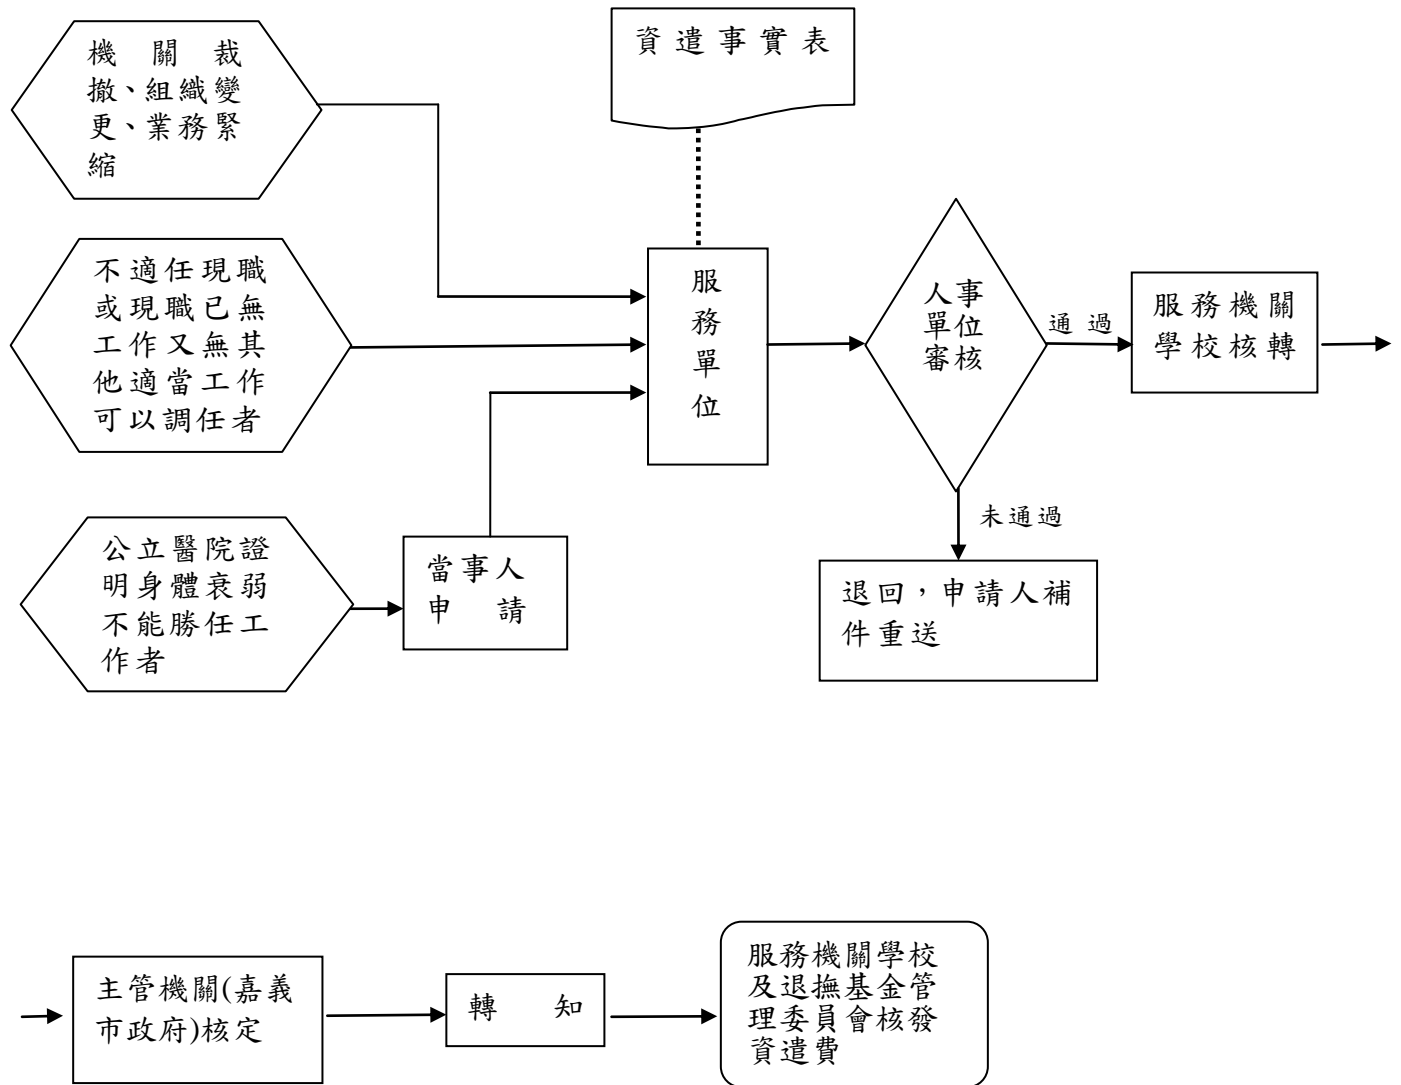 機關裁
撤、組織變
更、業務緊
縮
資遣事實表
不適任現職
或現職已無
工作又無其
他適當工作
可以調任者
服
務
單
位
人事
單位
審核
通過
服務機關
學校核轉
未通過
公立醫院證
明身體衰弱
不能勝任工
作者
當事人
申請
退回，申請人補
件重送
主管機關(嘉義
市政府)核定
轉知
服務機關學校
及退撫基金管
理委員會核發
資遣費